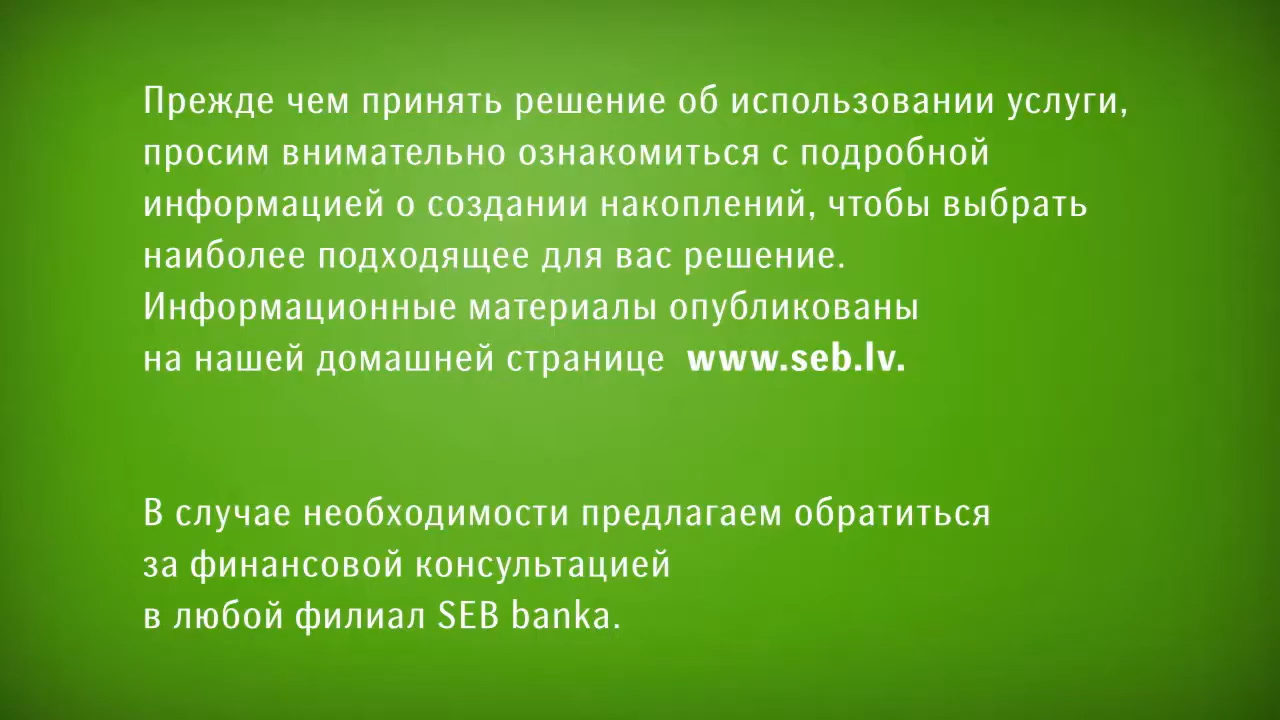 Прежде чем принять решение об использовании услуги,
просим внимательно ознакомиться с подробной
информацией о создании накоплений, чтобы выбрать
наиболее подходящее для вас решение.
Информационные материалы опубликованы
на нашей домашней странице www.seb.lv.
В случае необходимости предлагаем обратиться
за финансовой консультацией
в любой филиал SEB banka.